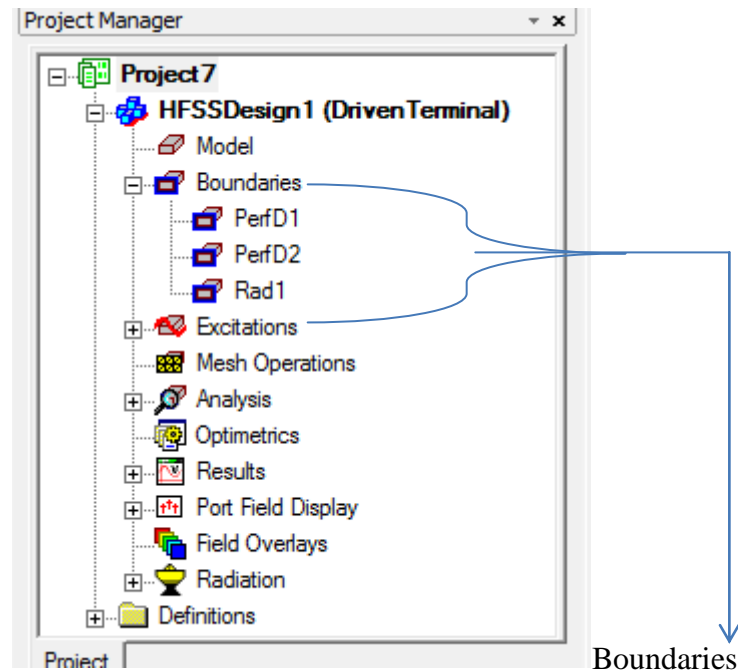 Project Manager
Project7
HFSSDesign1 (DrivenTerminal)
Model
Boundaries
PerfD1
PerfD2
Rad1
Excitations
Mesh Operations
Analysis
Optimetrics
Results
Port Field Display
Field Overlays
Radiation
Definitions
Project
Boundaries